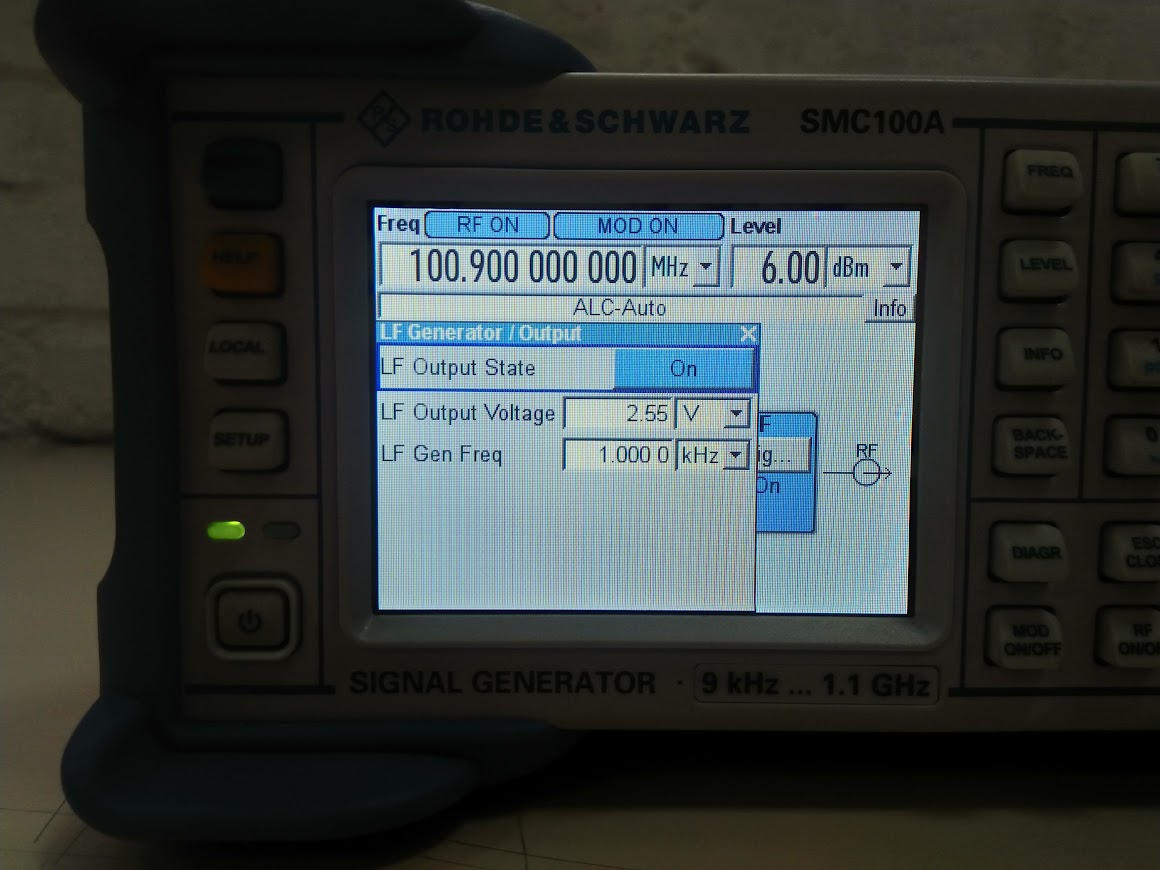 ROHDE & SCHWARZ SMC100A
Freq RF ON MOD ON Level
100.900 000 000 MHz 6.00 dBm
ALC-Auto Info
LF Generator / Output
LF Output State On
LF Output Voltage 2.55 V
LF Gen Freq 1.000 0 kHz
ig...
On
RF
HELP
LOCAL
SETUP
FREQ
LEVEL
INFO
BACK-
SPACE
DIAGR
ESC
MOD
ON/OFF
RF
SIGNAL GENERATOR · 9 kHz ... 1.1 GHz